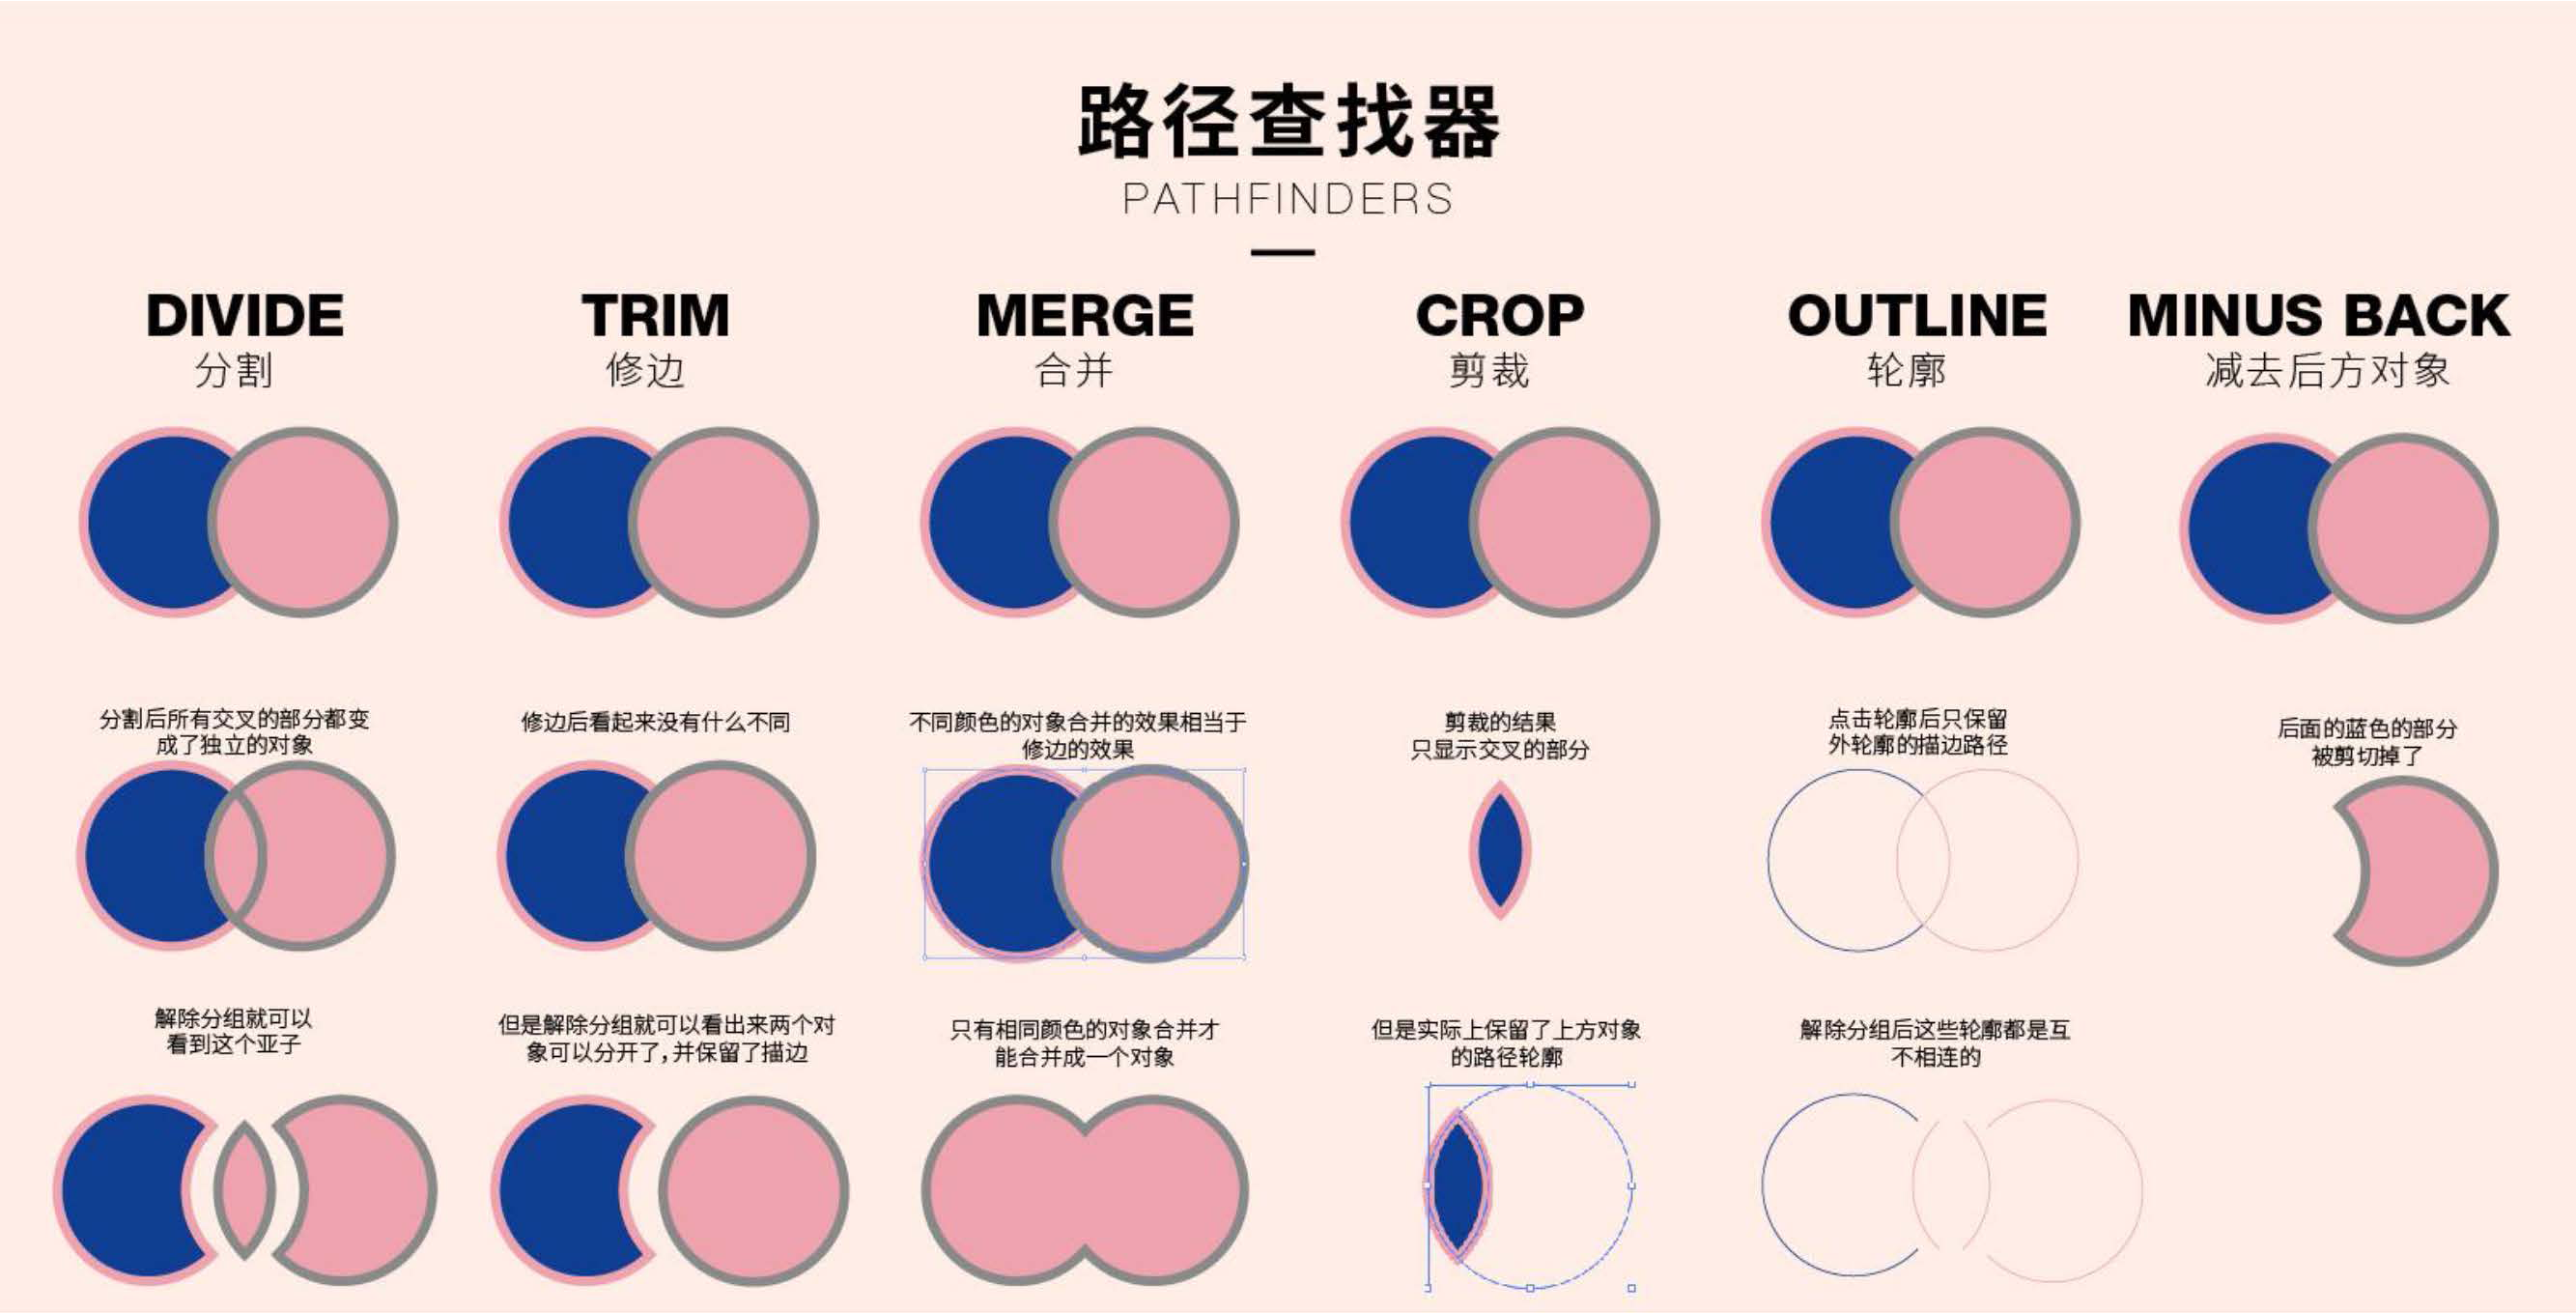 路径查找器
PATHFINDERS
DIVIDE
分割
TRIM
修边
MERGE
合并
CROP
剪裁
OUTLINE
轮廓
MINUS BACK
减去后方对象
分割后所有交叉的部分都变
成了独立的对象
修边后看起来没有什么不同
不同颜色的对象合并的效果相当于
修边的效果
剪裁的结果
只显示交叉的部分
点击轮廓后只保留
外轮廓的描边路径
后面的蓝色的部分
被剪切掉了
解除分组就可以
看到这个亚子
但是解除分组就可以看出来两个对
象可以分开了,并保留了描边
只有相同颜色的对象合并才
能合并成一个对象
但是实际上保留了上方对象
的路径轮廓
解除分组后这些轮廓都是互
不相连的